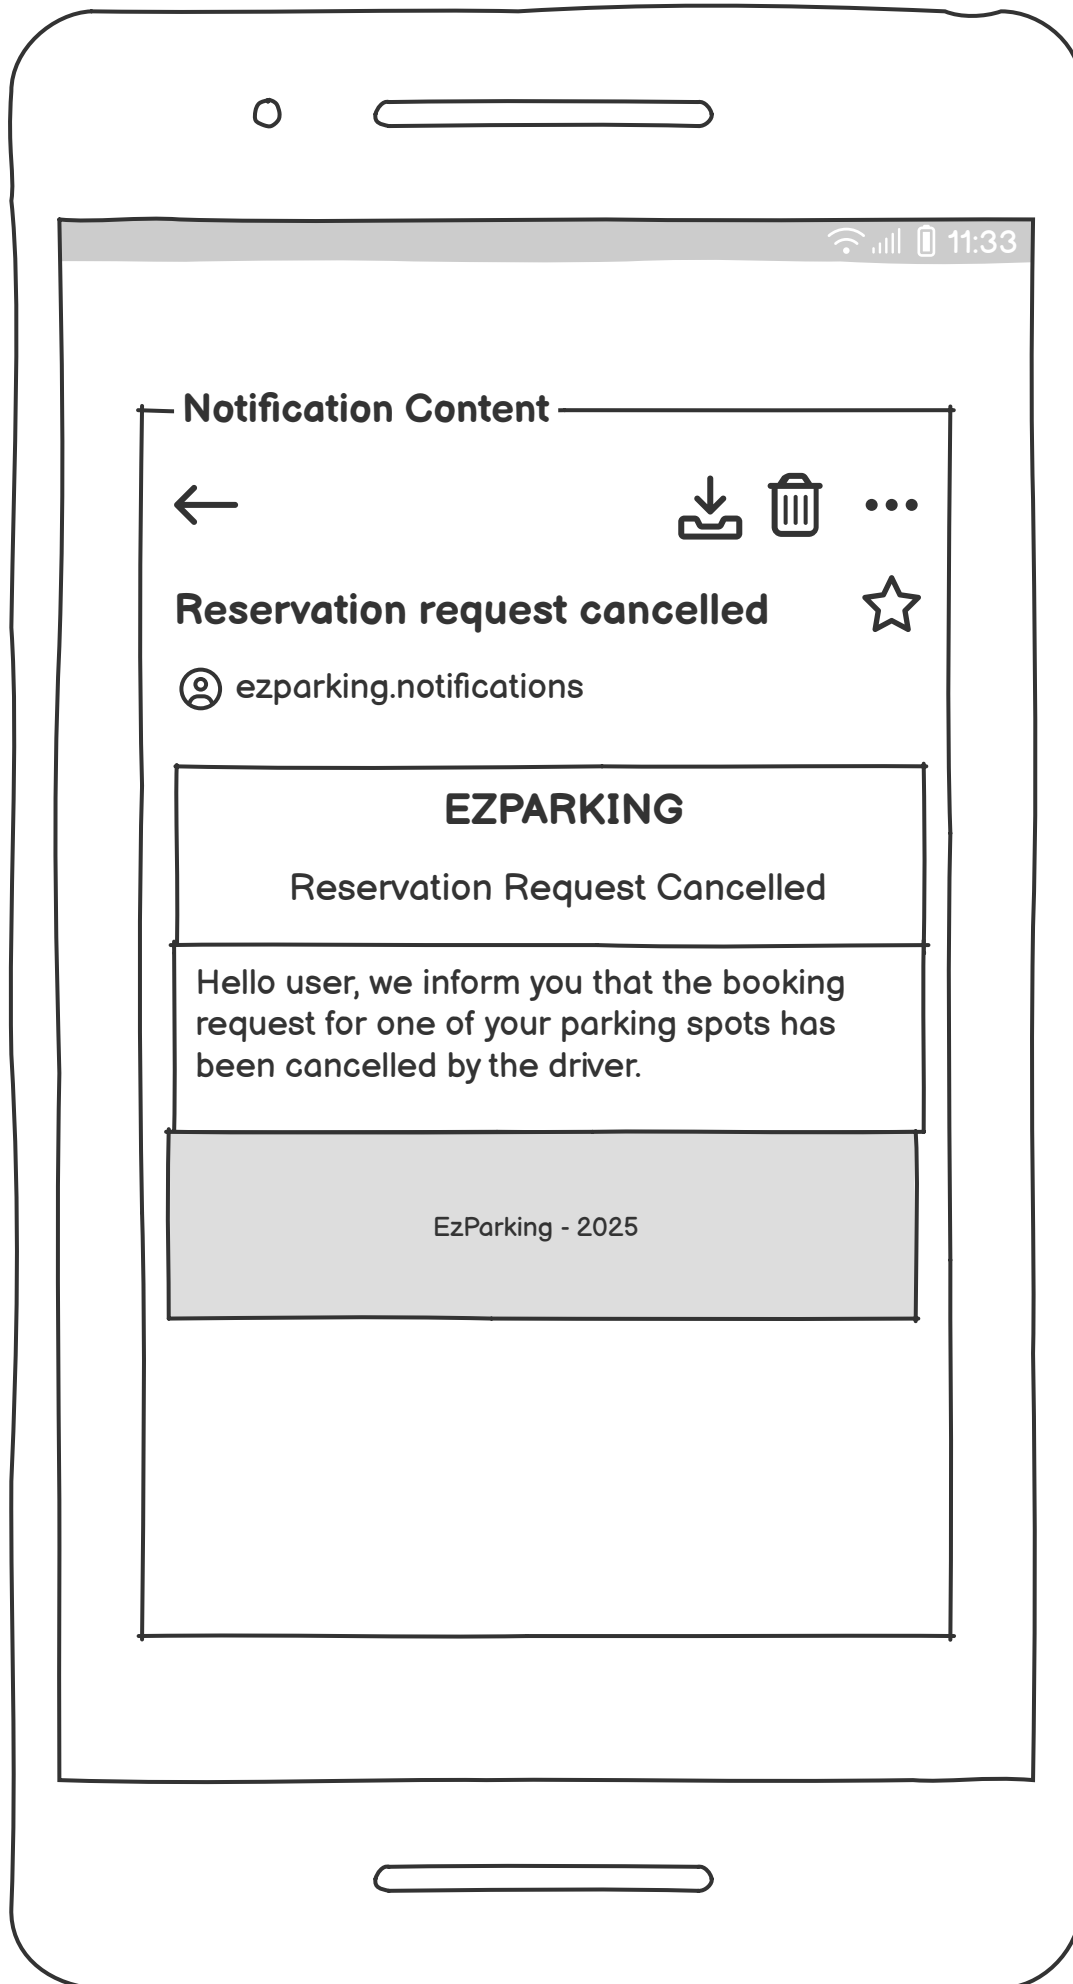 11:33
Notification Content
Reservation request cancelled
ezparking.notifications
EZPARKING
Reservation Request Cancelled
Hello user, we inform you that the booking
request for one of your parking spots has
been cancelled by the driver.
EzParking - 2025